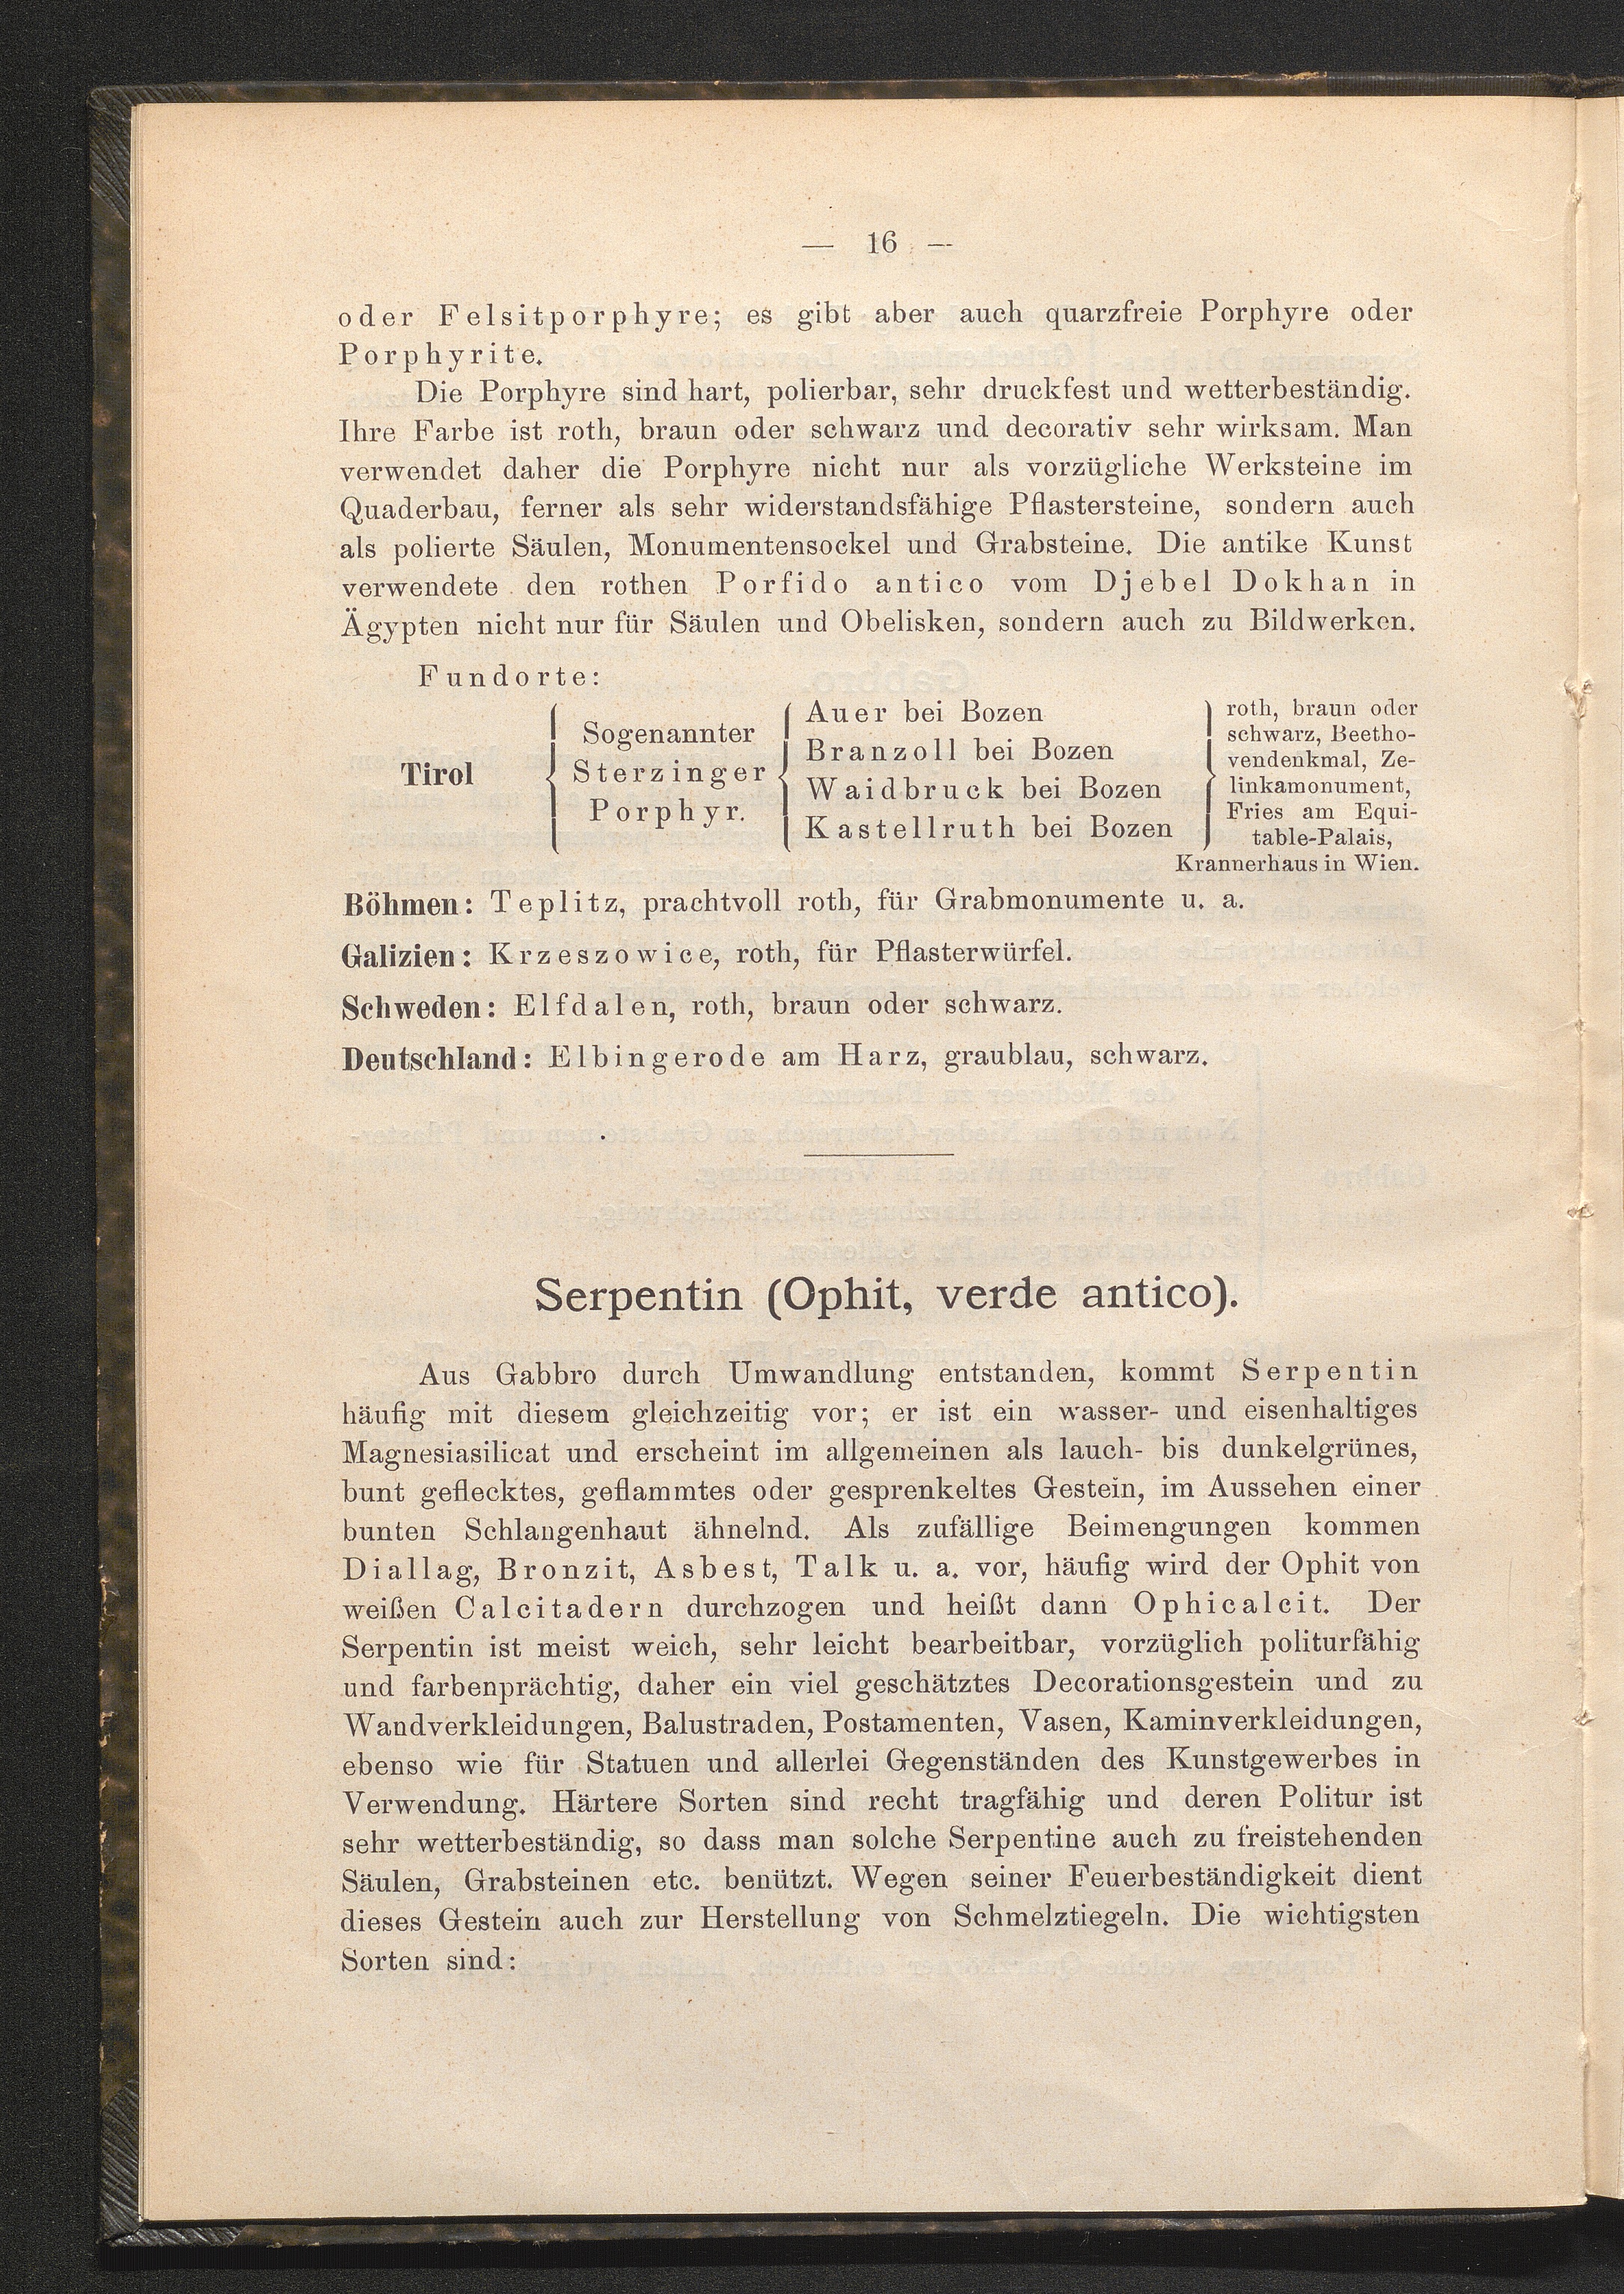 — 16 —
oder Felsitporphyre; es gibt aber auch quarzfreie Porphyre oder
Porphyrite.
Die Porphyre sind hart, polierbar, sehr druckfest und wetterbeständig.
Ihre Farbe ist roth, braun oder schwarz und decorativ sehr wirksam. Man
verwendet daher die Porphyre nicht nur als vorzügliche Werksteine im
Quaderbau, ferner als sehr widerstandsfähige Pflastersteine, sondern auch
als polierte Säulen, Monumentensockel und Grabsteine. Die antike Kunst
verwendete den rothen Porfido antico vom Djebel Dokhan in
Ägypten nicht nur für Säulen und Obelisken, sondern auch zu Bildwerken.
Fundorte:
Tirol
Sogenannter
Sterzinger
Porphyr.
Auer bei Bozen
Branzoll bei Bozen
Waidbruck bei Bozen
Kastellruth bei Bozen
roth, braun oder
schwarz, Beetho-
vendenkmal, Ze-
linkamonument,
Fries am Equi-
table-Palais,
Krannerhaus in Wien.
Böhmen: Teplitz, prachtvoll roth, für Grabmonumente u. a.
Galizien: Krzeszowice, roth, für Pflasterwürfel.
Schweden: Elfdalen, roth, braun oder schwarz.
Deutschland: Elbingerode am Harz, graublau, schwarz.
Serpentin (Ophit, verde antico).
Aus Gabbro durch Umwandlung entstanden, kommt Serpentin
häufig mit diesem gleichzeitig vor; er ist ein wasser- und eisenhaltiges
Magnesiasilicat und erscheint im allgemeinen als lauch- bis dunkelgrünes,
bunt geflecktes, geflammtes oder gesprenkeltes Gestein, im Aussehen einer
bunten Schlangenhaut ähnelnd. Als zufällige Beimengungen kommen
Diallag, Bronzit, Asbest, Talk u. a. vor, häufig wird der Ophit von
weißen Calcitadern durchzogen und heißt dann Ophicalcit. Der
Serpentin ist meist weich, sehr leicht bearbeitbar, vorzüglich politurfähig
und farbenprächtig, daher ein viel geschätztes Decorationsgestein und zu
Wandverkleidungen, Balustraden, Postamenten, Vasen, Kaminverkleidungen,
ebenso wie für Statuen und allerlei Gegenständen des Kunstgewerbes in
Verwendung. Härtere Sorten sind recht tragfähig und deren Politur ist
sehr wetterbeständig, so dass man solche Serpentine auch zu freistehenden
Säulen, Grabsteinen etc. benützt. Wegen seiner Feuerbeständigkeit dient
dieses Gestein auch zur Herstellung von Schmelztiegeln. Die wichtigsten
Sorten sind: